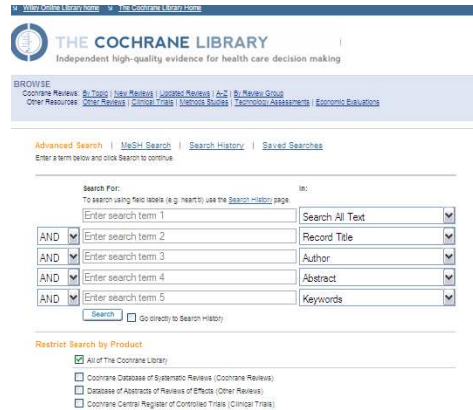 Wiley Online Library home The Cochrane Library Home
THE COCHRANE LIBRARY
Independent high-quality evidence for health care decision making
BROWSE
Cochrane Reviews: By Topic | New Reviews | Updated Reviews | A-Z | By Review Group
Other Resources: Other Reviews | Clinical Trials | Methods Studies | Technology Assessments | Economic Evaluations
Advanced Search | MeSH Search | Search History | Saved Searches
Enter a term below and click Search to continue
Search For: In:
To search using field labels (e.g. heart:ti) use the Search History page.
Enter search term 1 Search All Text
AND Enter search term 2 Record Title
AND Enter search term 3 Author
AND Enter search term 4 Abstract
AND Enter search term 5 Keywords
Search Go directly to Search History
Restrict Search by Product
All of The Cochrane Library
Cochrane Database of Systematic Reviews (Cochrane Reviews)
Database of Abstracts of Reviews of Effects (Other Reviews)
Cochrane Central Register of Controlled Trials (Clinical Trials)